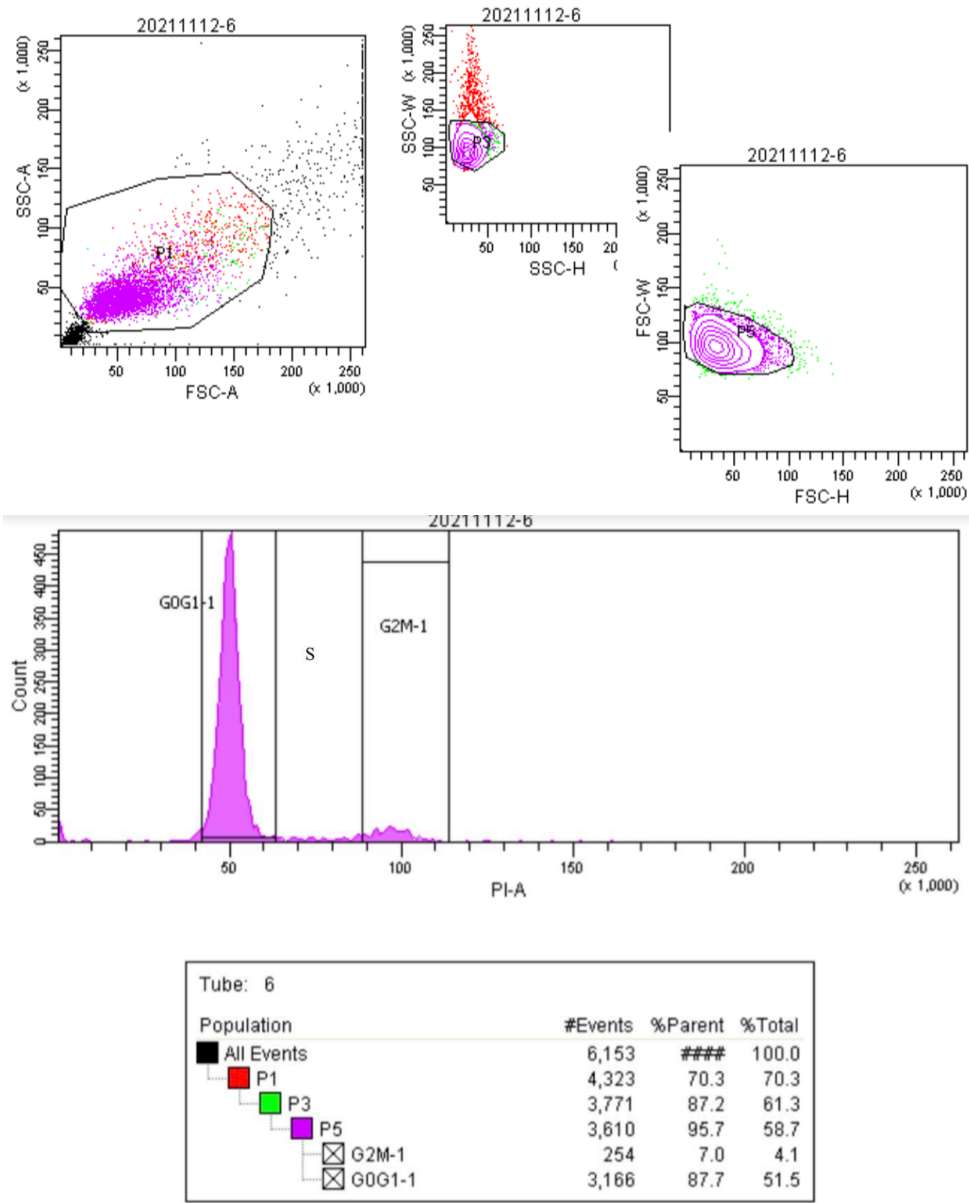 20211112-6
(x 1,000)
250
200
150
100
50
SSC-A
P1
50 100 150 200 250
(x 1,000)
FSC-A
20211112-6
(x 1,000)
250
200
150
100
50
SSC-W
P3
50 100 150 20
SSC-H (
20211112-6
(x 1,000)
200
150
100
50
FSC-W
P5
50 100 150 200 250
FSC-H (x 1,000)
20211112-6
450
400
350
300
250
200
150
100
50
0
Count
G0G1-1
S
G2M-1
50 100 150 200 250
(x 1,000)
PI-A
Tube: 6
Population #Events %Parent %Total
All Events 6,153 #### 100.0
P1 4,323 70.3 70.3
P3 3,771 87.2 61.3
P5 3,610 95.7 58.7
G2M-1 254 7.0 4.1
G0G1-1 3,166 87.7 51.5